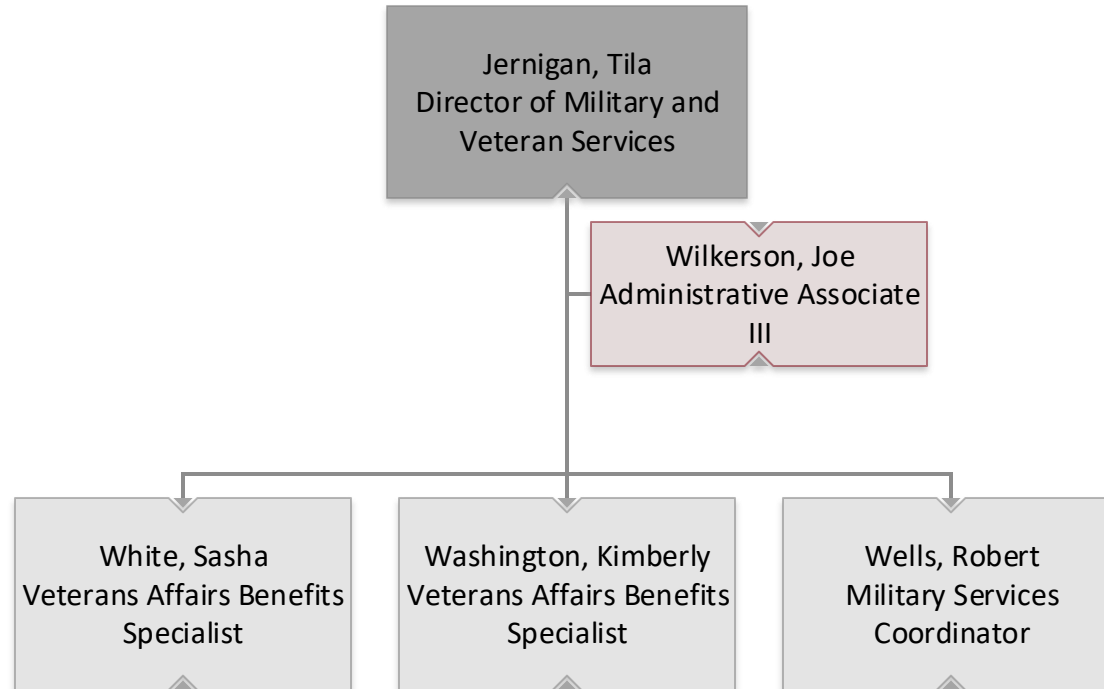 Jernigan, Tila
Director of Military and
Veteran Services
Wilkerson, Joe
Administrative Associate
III
White, Sasha
Veterans Affairs Benefits
Specialist
Washington, Kimberly
Veterans Affairs Benefits
Specialist
Wells, Robert
Military Services
Coordinator